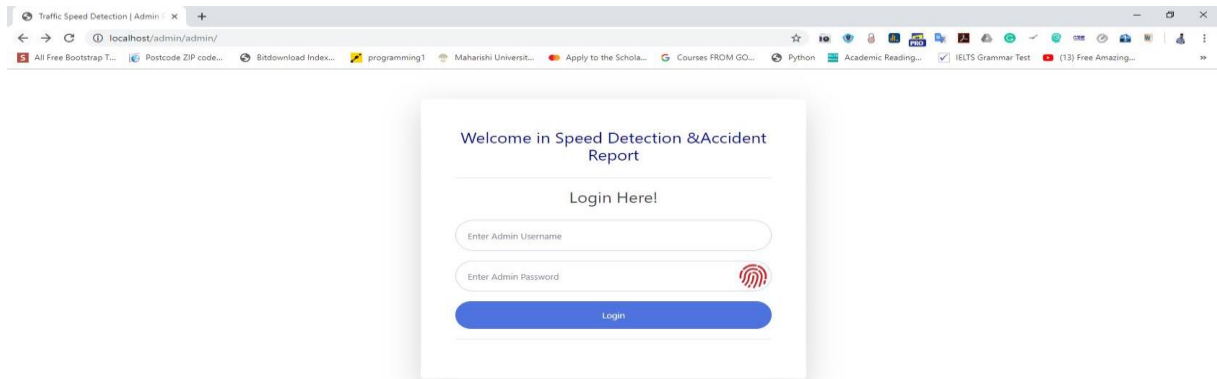 Traffic Speed Detection | Admin
localhost/admin/admin/
All Free Bootstrap T... Postcode ZIP code... Bitdownload Index... programming1 Maharishi Universit... Apply to the Schola... Courses FROM GO... Python Academic Reading... IELTS Grammar Test (13) Free Amazing...
Welcome in Speed Detection &Accident
Report
Login Here!
Enter Admin Username
Enter Admin Password
Login